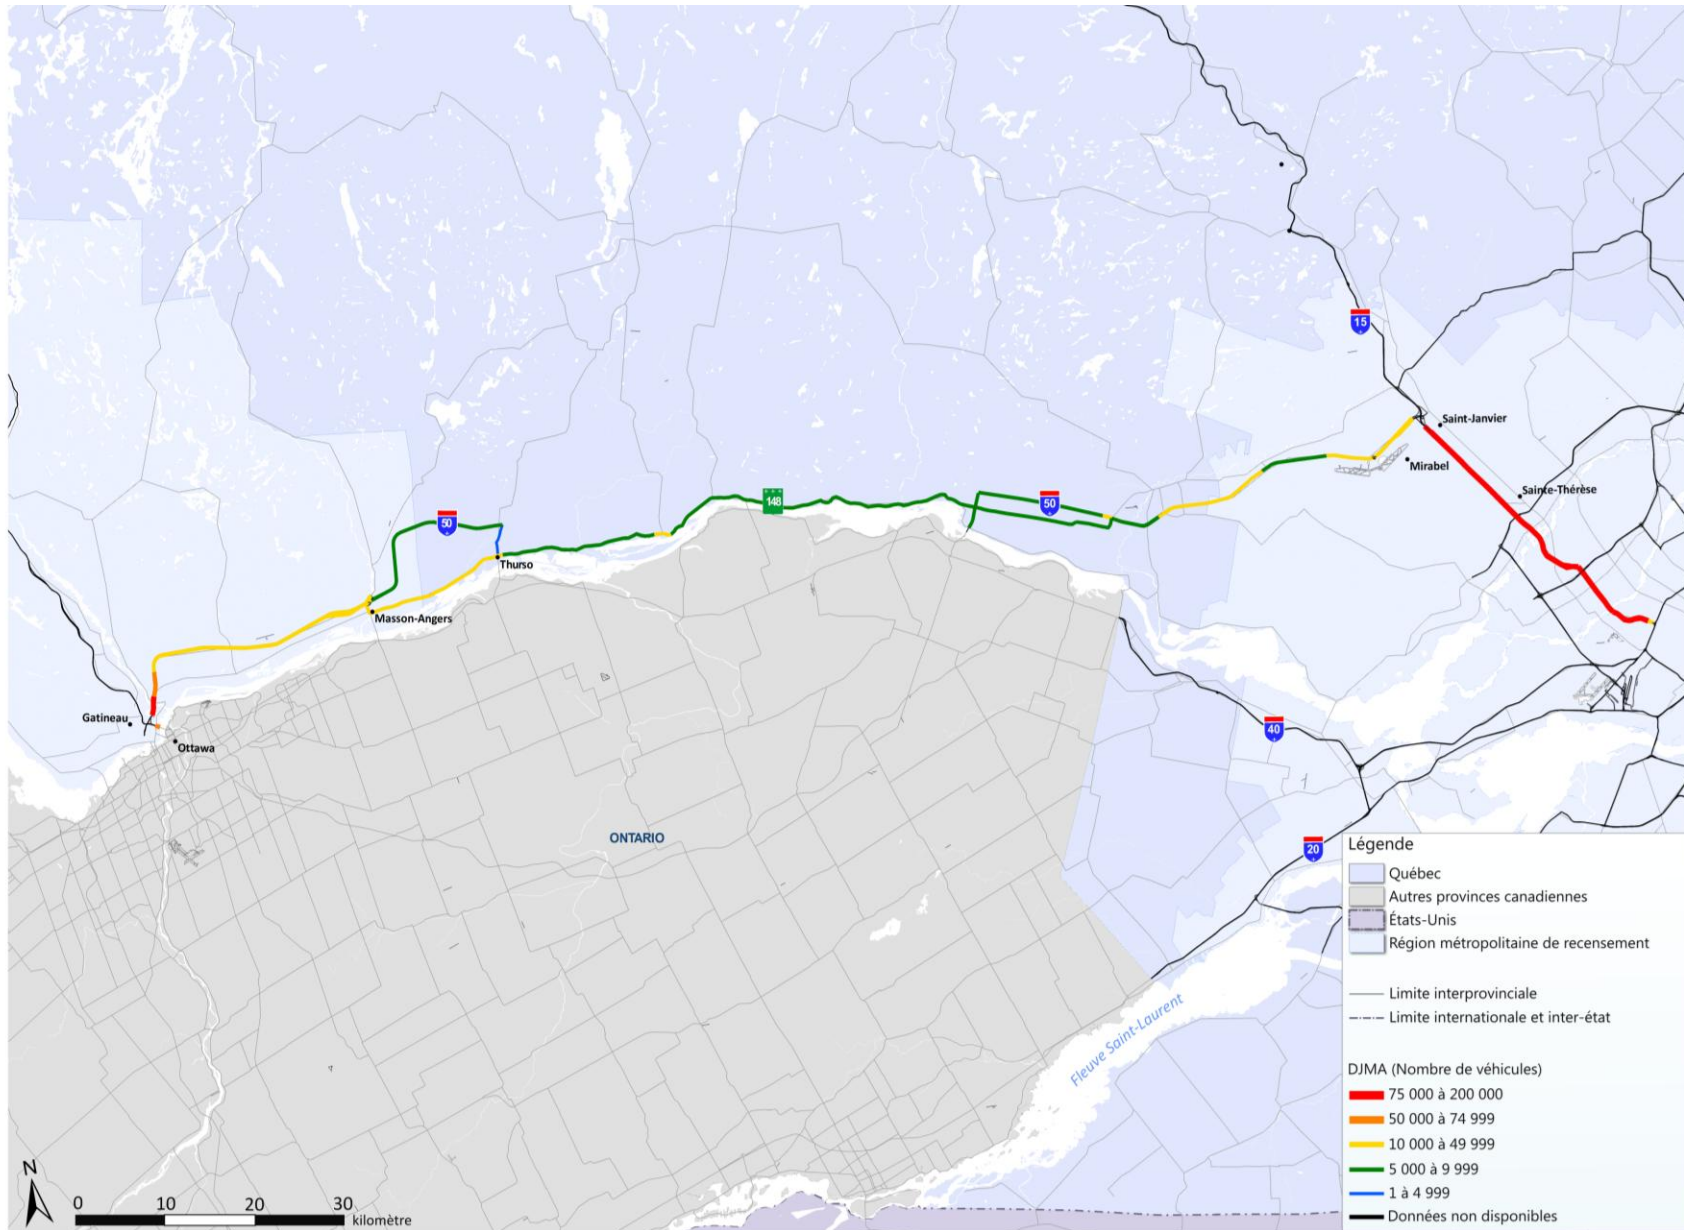 15
Saint-Janvier
Mirabel
Sainte-Thérèse
148
50
50
Thurso
Masson-Angers
Gatineau
Ottawa
40
ONTARIO
20
Fleuve Saint-Laurent
Légende
Québec
Autres provinces canadiennes
États-Unis
Région métropolitaine de recensement
Limite interprovinciale
Limite internationale et inter-état
DJMA (Nombre de véhicules)
75 000 à 200 000
50 000 à 74 999
10 000 à 49 999
5 000 à 9 999
1 à 4 999
Données non disponibles
N
0 10 20 30
kilomètre